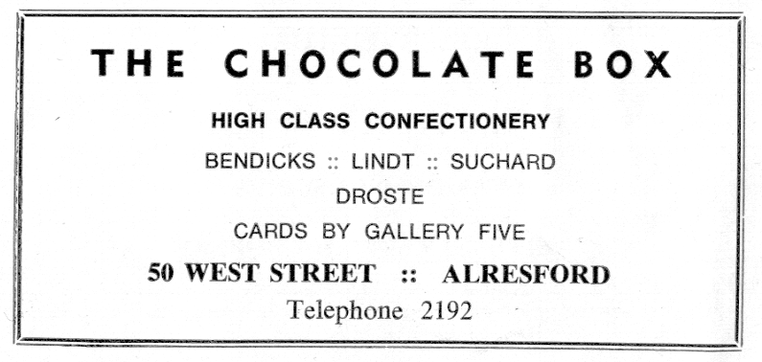 THE CHOCOLATE BOX
HIGH CLASS CONFECTIONERY
BENDICKS :: LINDT :: SUCHARD
DROSTE
CARDS BY GALLERY FIVE
50 WEST STREET :: ALRESFORD
Telephone 2192